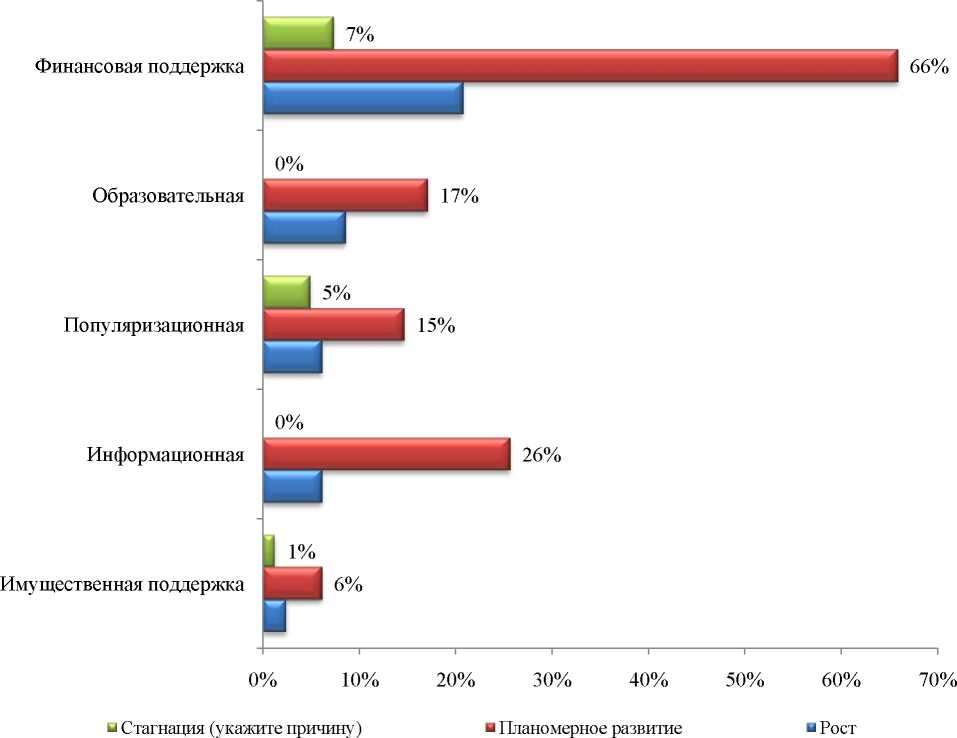 7%
Финансовая поддержка
66%
0%
Образовательная
17%
5%
Популяризационная
15%
0%
Информационная
26%
1%
Имущественная поддержка
6%
0% 10% 20% 30% 40% 50% 60% 70%
Стагнация (укажите причину) Планомерное развитие Рост